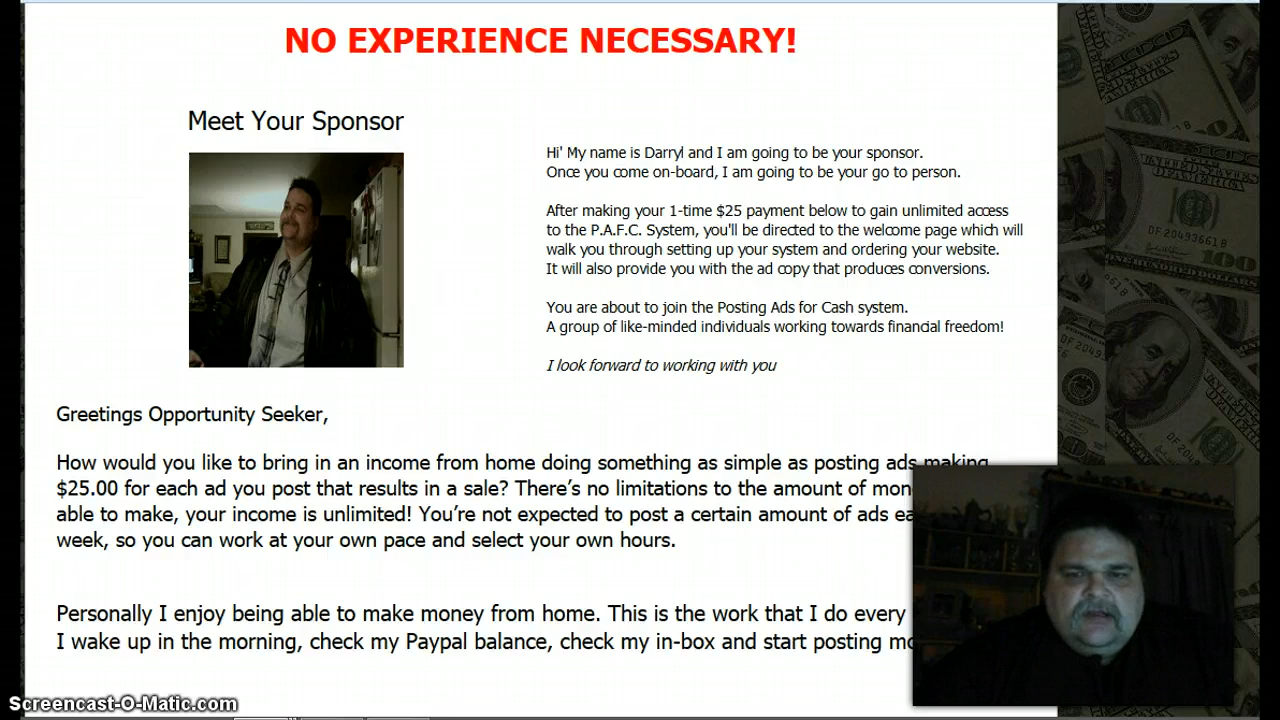 NO EXPERIENCE NECESSARY!
Meet Your Sponsor
Hi' My name is Darryl and I am going to be your sponsor.
Once you come on-board, I am going to be your go to person.
After making your 1-time $25 payment below to gain unlimited access
to the P.A.F.C. System, you'll be directed to the welcome page which will
walk you through setting up your system and ordering your website.
It will also provide you with the ad copy that produces conversions.
You are about to join the Posting Ads for Cash system.
A group of like-minded individuals working towards financial freedom!
I look forward to working with you
Greetings Opportunity Seeker,
How would you like to bring in an income from home doing something as simple as posting ads making
$25.00 for each ad you post that results in a sale? There’s no limitations to the amount of
able to make, your income is unlimited! You’re not expected to post a certain amount of ads
week, so you can work at your own pace and select your own hours.
Personally I enjoy being able to make money from home. This is the work that I do every
I wake up in the morning, check my Paypal balance, check my in-box and start posting
DF 20493661B
100
ONE HUNDRED DOLLARS
Screencast-O-Matic.com